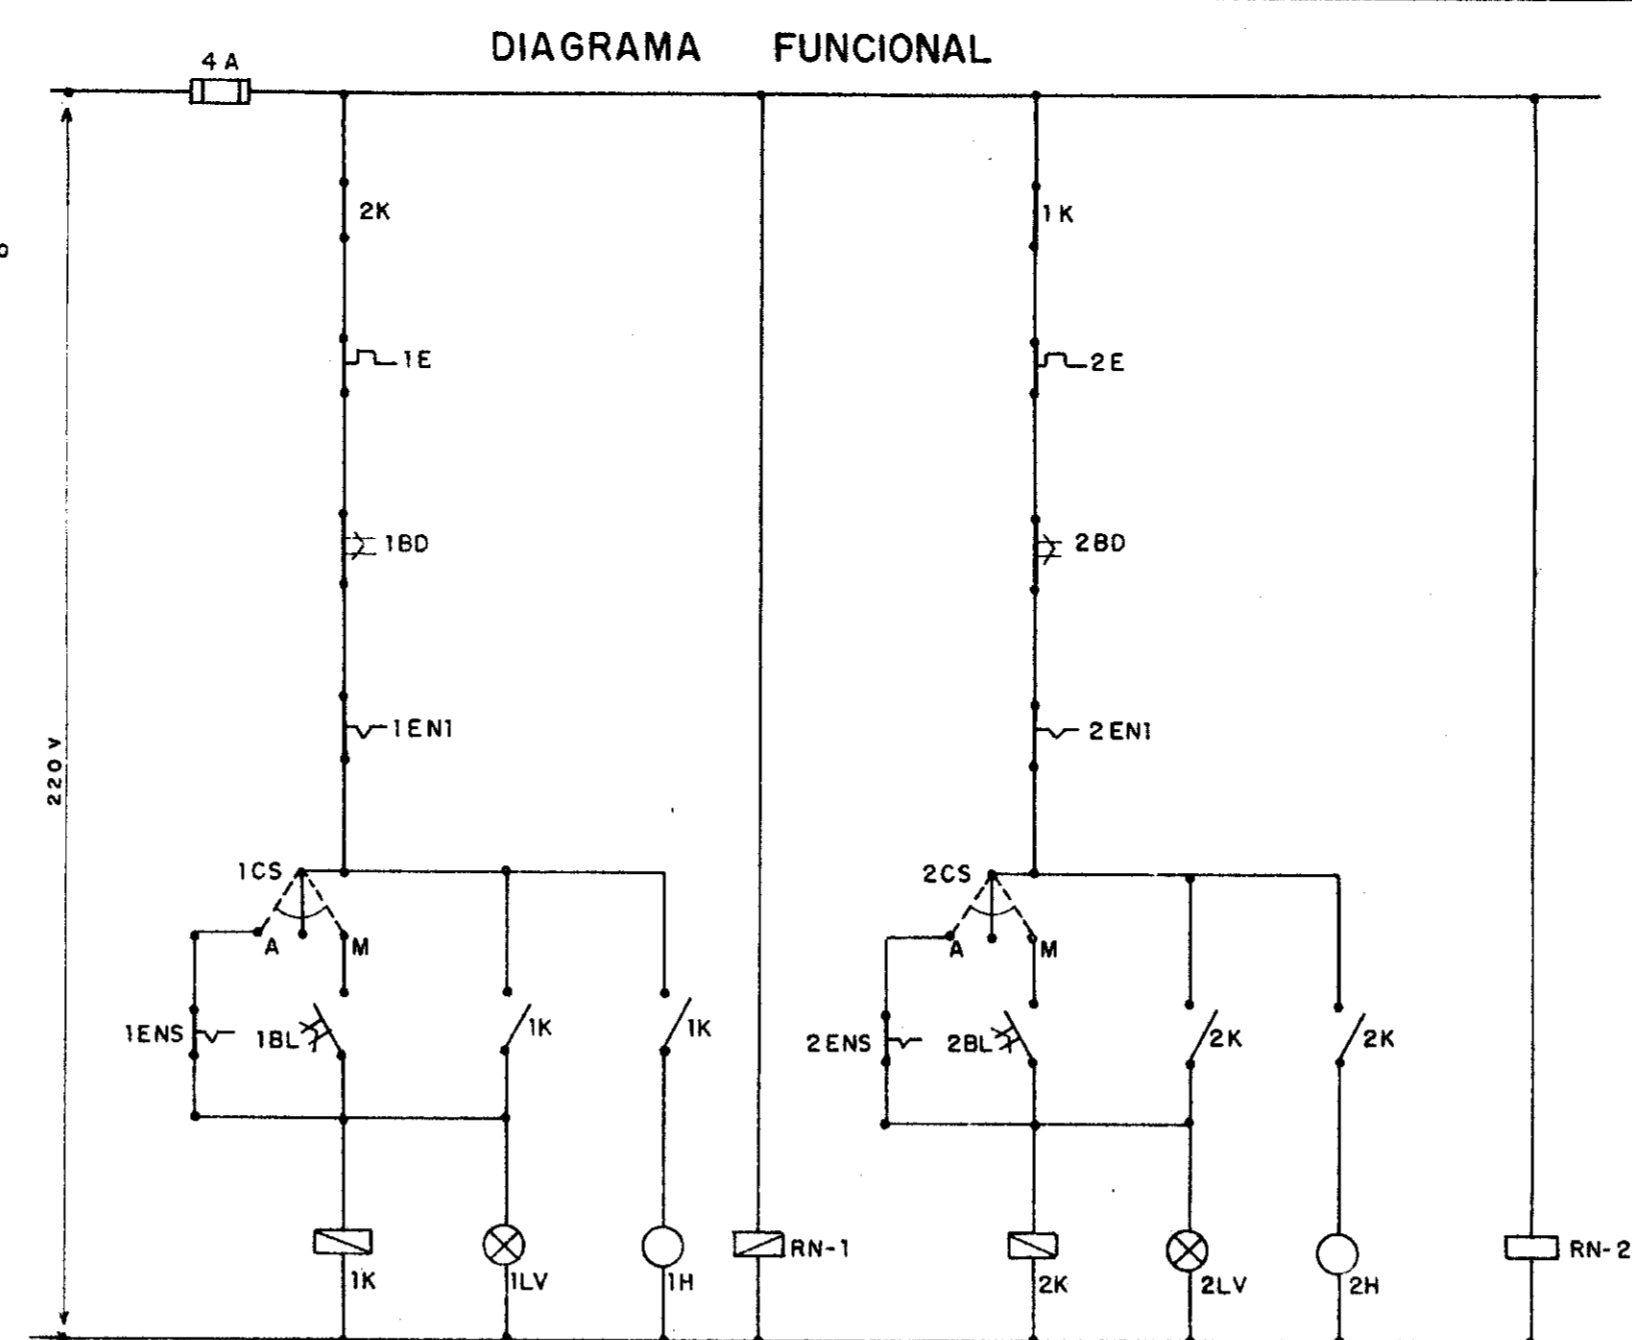 DIAGRAMA FUNCIONAL
4 A
2K
1K
1E
2E
1BD
2BD
1EN1
2EN1
220V
1CS
2CS
A
M
A
M
1ENS
1BL
1K
1K
2ENS
2BL
2K
2K
RN-1
RN-2
1K
1LV
1H
2K
2LV
2H